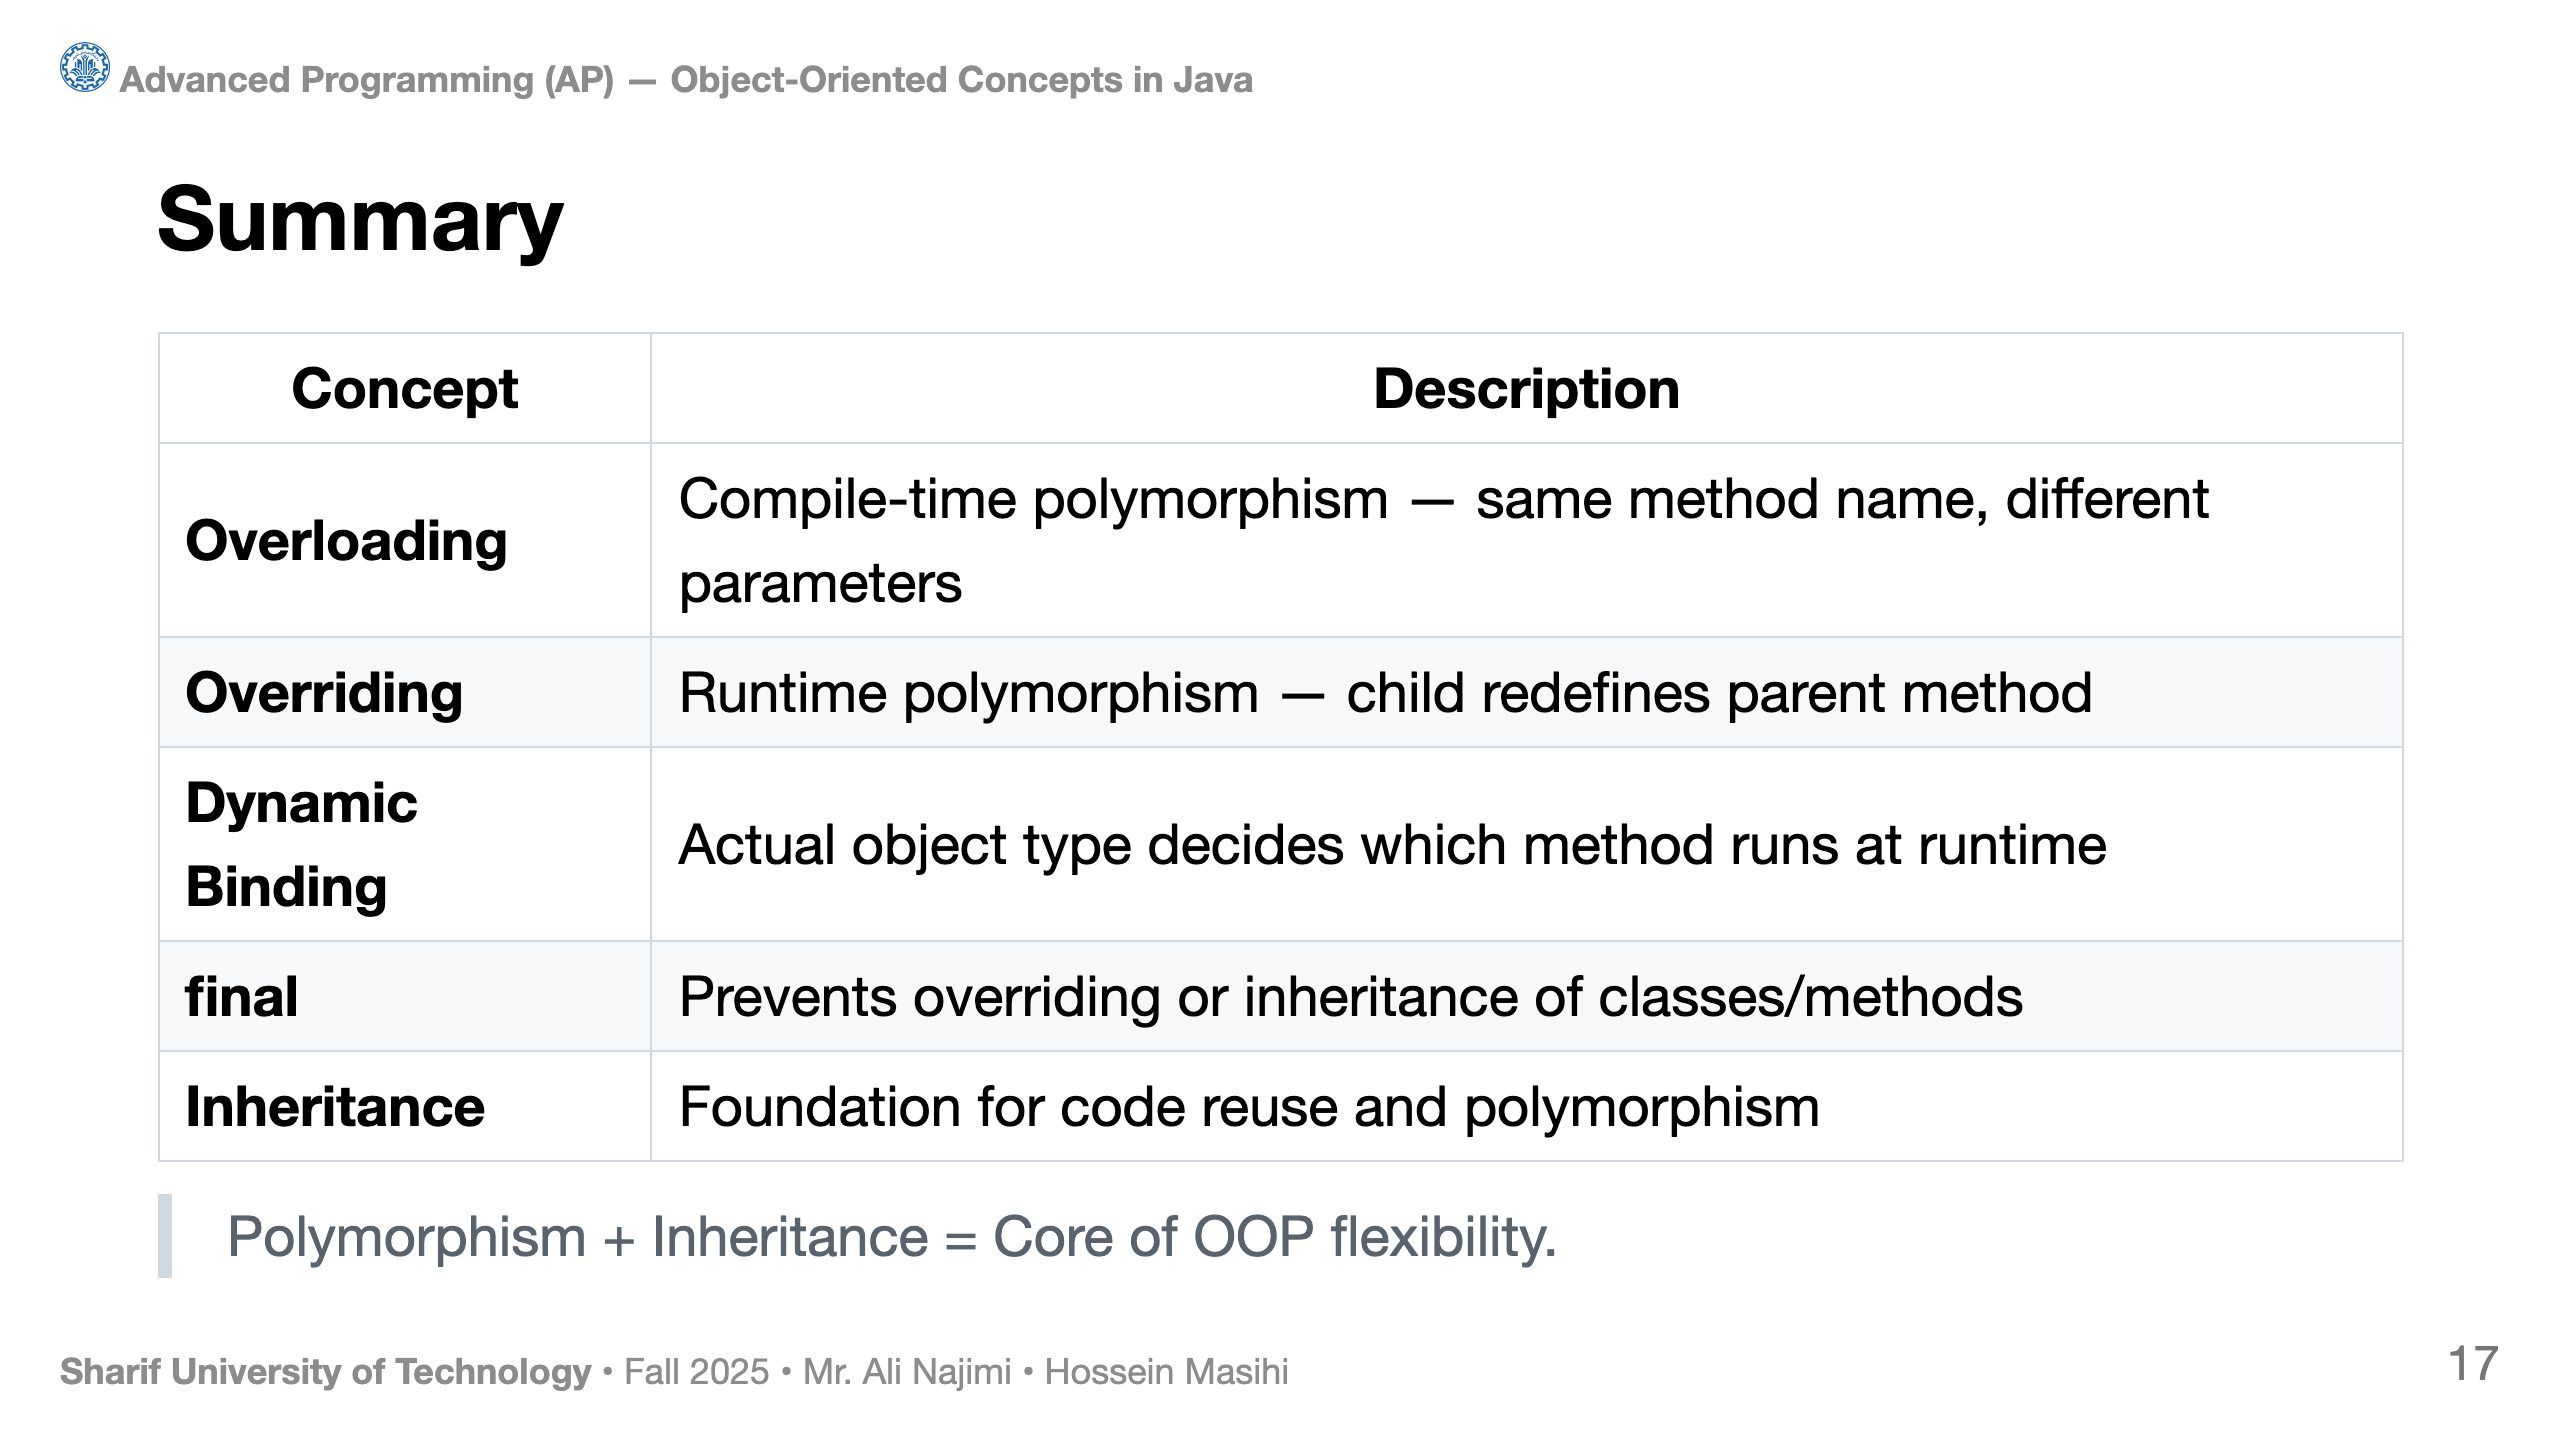 Advanced Programming (AP) — Object-Oriented Concepts in Java
Summary
Concept Description
Overloading Compile-time polymorphism — same method name, different
parameters
Overriding Runtime polymorphism — child redefines parent method
Dynamic
Binding Actual object type decides which method runs at runtime
final Prevents overriding or inheritance of classes/methods
Inheritance Foundation for code reuse and polymorphism
Polymorphism + Inheritance = Core of OOP flexibility.
Sharif University of Technology • Fall 2025 • Mr. Ali Najimi • Hossein Masihi 17